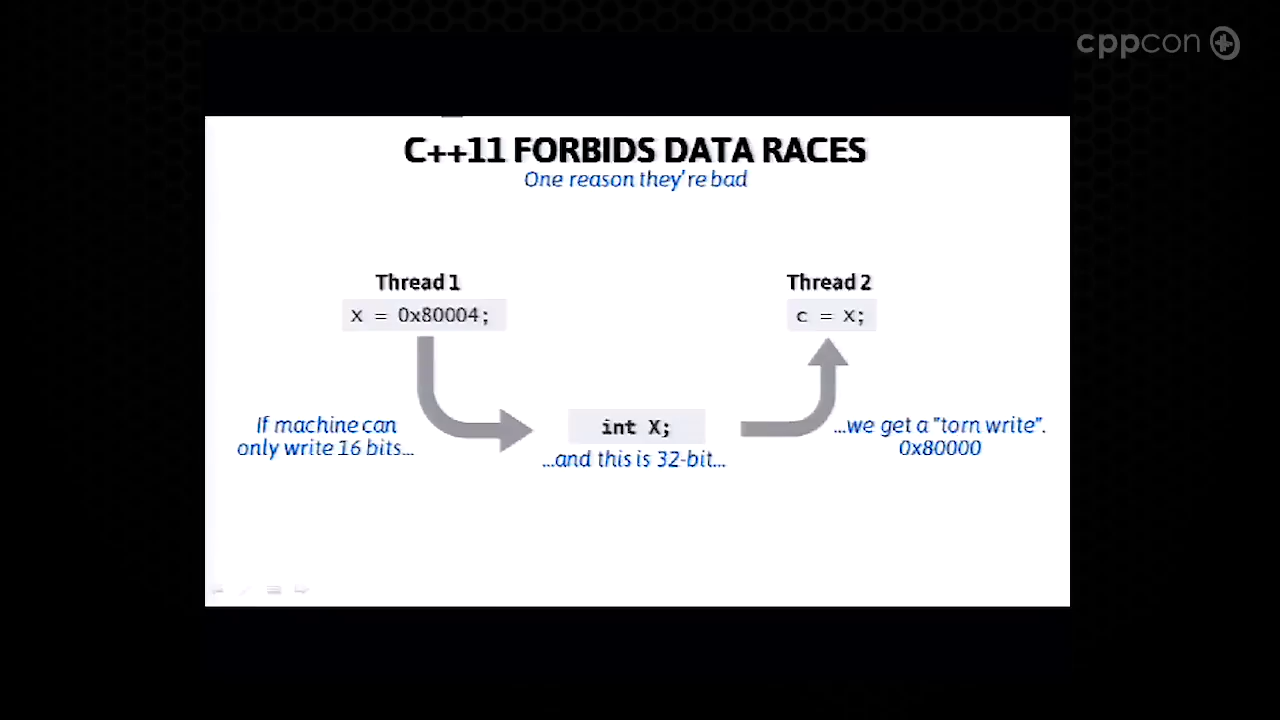 cppcon
C++11 FORBIDS DATA RACES
One reason they're bad
Thread 1
Thread 2
x = 0x80004;
c = x;
If machine can
only write 16 bits...
int X;
...and this is 32-bit...
...we get a "torn write".
0x80000